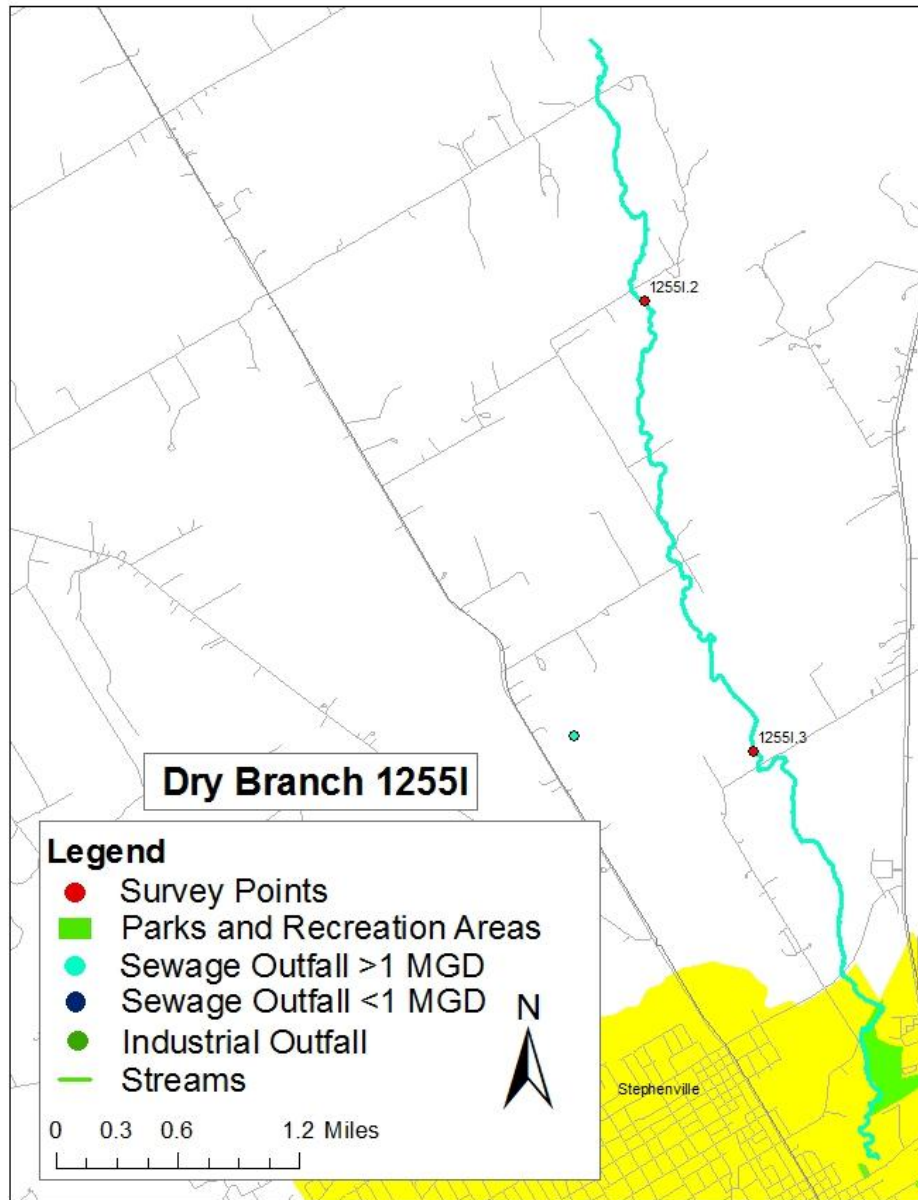 1255I.2
1255I.3
Dry Branch 1255I
Legend
Survey Points
Parks and Recreation Areas
Sewage Outfall >1 MGD
Sewage Outfall <1 MGD
Industrial Outfall
Streams
N
0 0.3 0.6 1.2 Miles
Stephenville